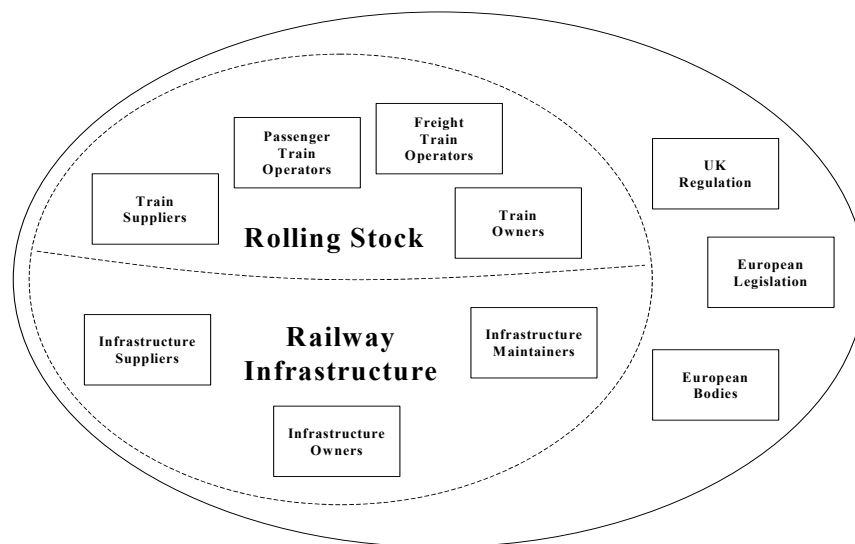 Freight
Train
Operators
Passenger
Train
Operators
UK
Regulation
Train
Suppliers
Train
Owners
Rolling Stock
European
Legislation
Infrastructure
Suppliers
Railway
Infrastructure
Infrastructure
Maintainers
European
Bodies
Infrastructure
Owners